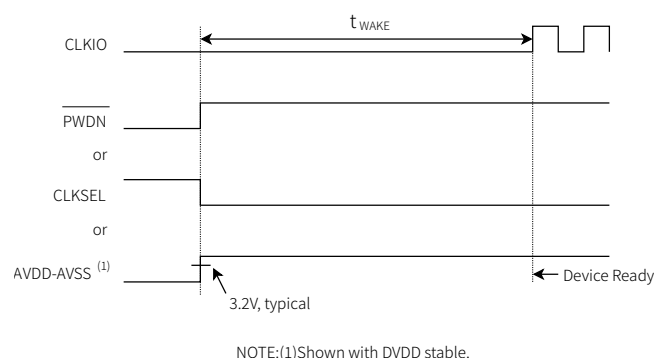 t WAKE
CLKIO
PWDN
or
CLKSEL
or
AVDD-AVSS (1)
Device Ready
3.2V, typical
NOTE:(1)Shown with DVDD stable.